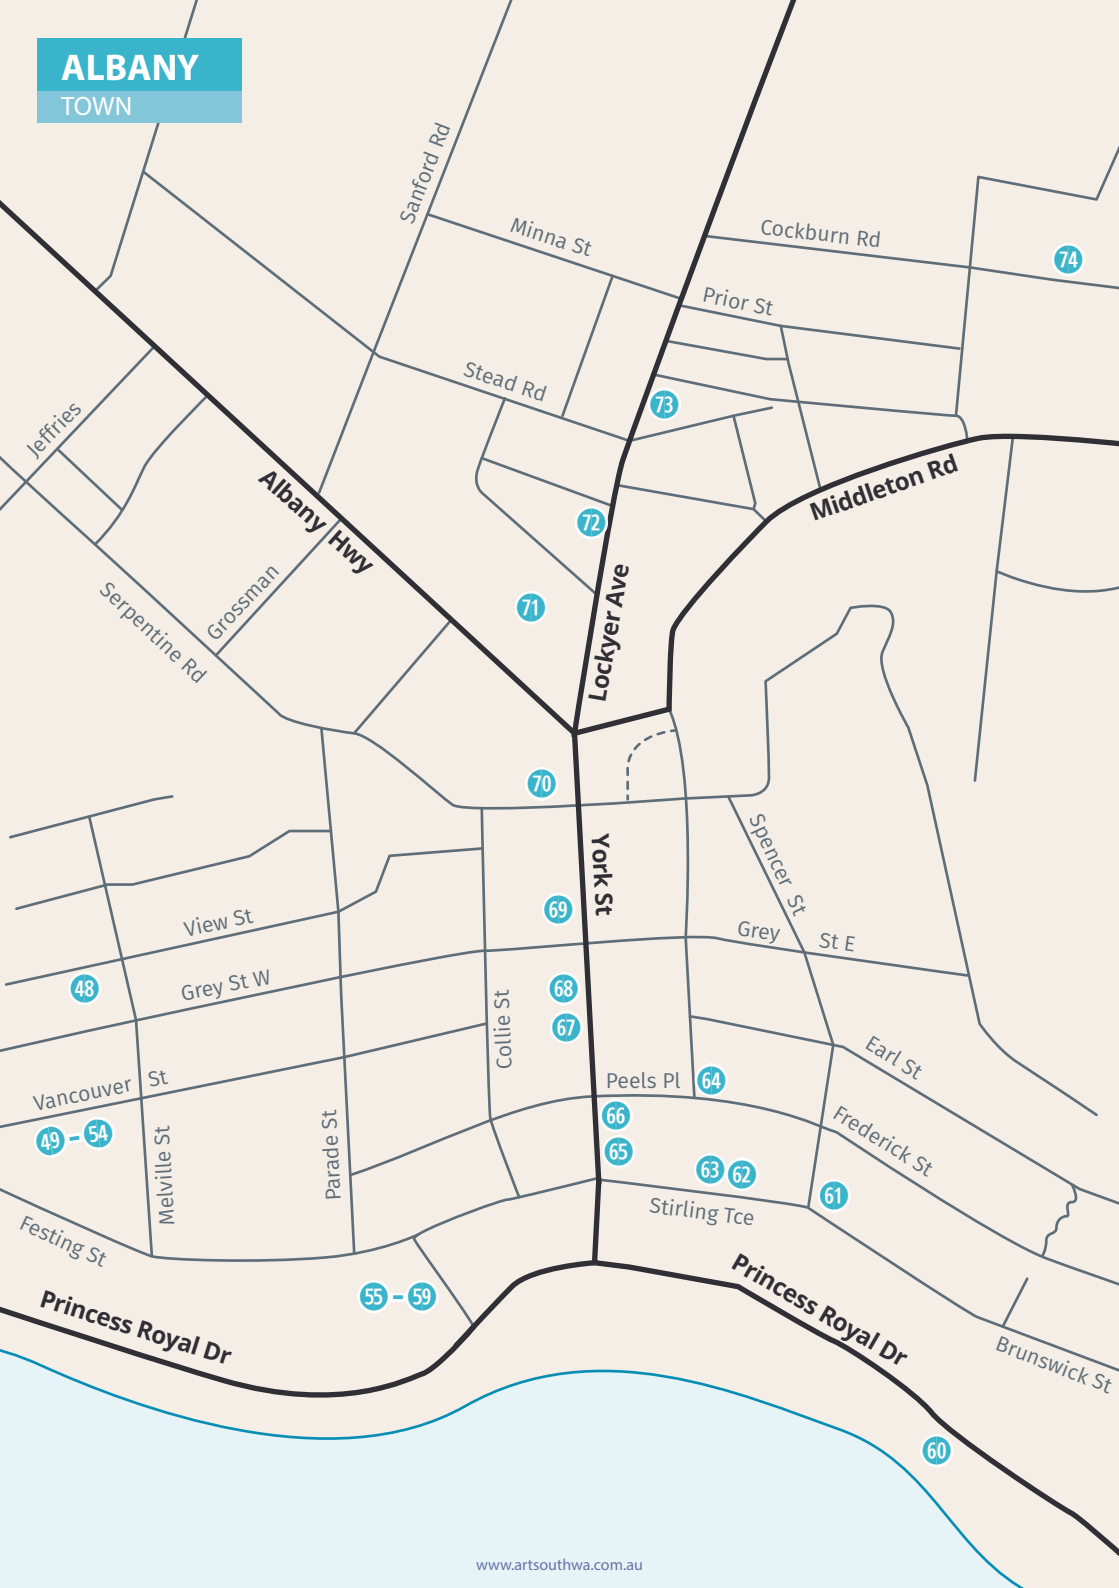 ALBANY
TOWN
Sanford Rd
Minna St
Cockburn Rd
74
Prior St
Stead Rd
73
Jeffries
Albany Hwy
Middleton Rd
72
Lockyer Ave
Grossman
Serpentine Rd
71
70
York St
Spencer St
69
View St
Grey St E
48
Grey St W
68
67
Collie St
Peels Pl
64
Earl St
Vancouver St
49 - 54
66
65
Frederick St
Melville St
Parade St
63
62
61
Stirling Tce
Festing St
55 - 59
Princess Royal Dr
Princess Royal Dr
Brunswick St
60
www.artsouthwa.com.au